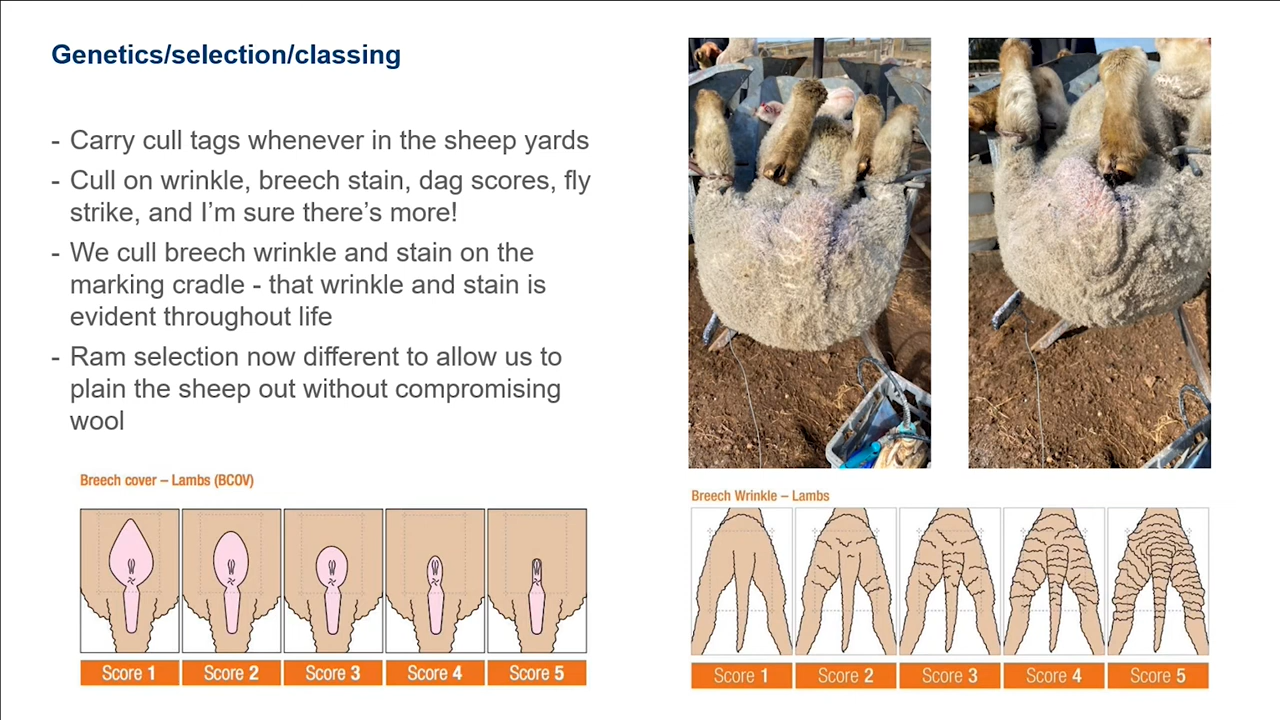 Genetics/selection/classing
- Carry cull tags whenever in the sheep yards
- Cull on wrinkle, breech stain, dag scores, fly
strike, and I'm sure there's more!
- We cull breech wrinkle and stain on the
marking cradle - that wrinkle and stain is
evident throughout life
- Ram selection now different to allow us to
plain the sheep out without compromising
wool
Breech cover – Lambs (BCOV)
Score 1
Score 2
Score 3
Score 4
Score 5
Breech Wrinkle – Lambs
Score 1
Score 2
Score 3
Score 4
Score 5